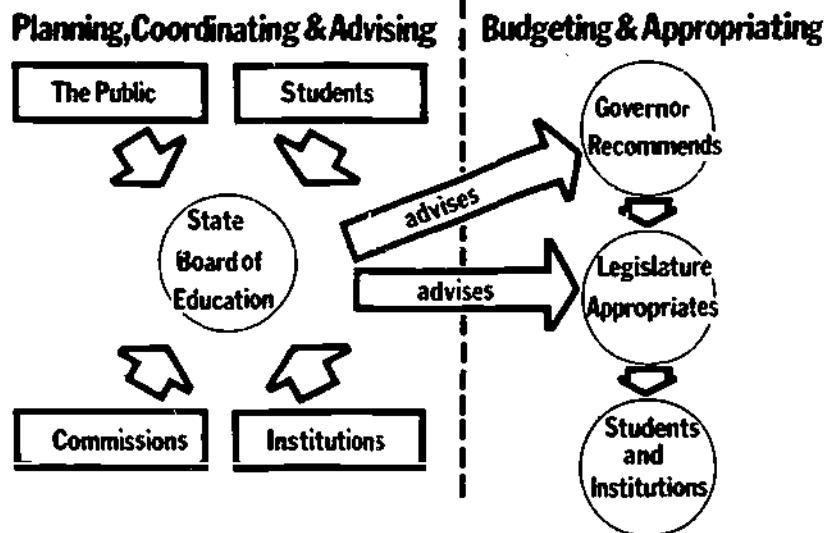 Planning, Coordinating & Advising
The Public
Students
State
Board of
Education
Commissions
Institutions
advises
advises
Budgeting & Appropriating
Governor
Recommends
Legislature
Appropriates
Students
and
Institutions